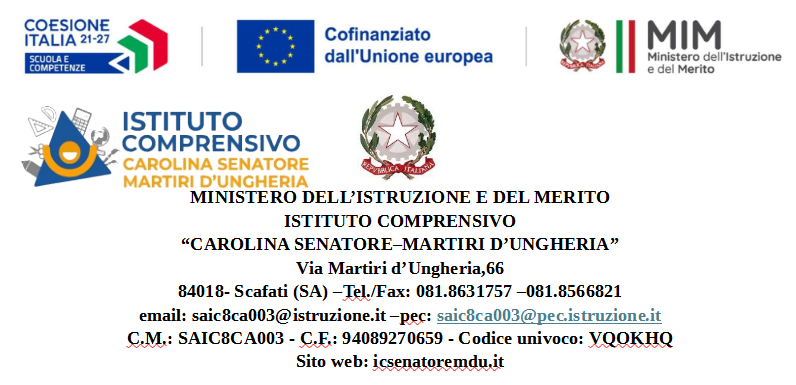 COESIONE
ITALIA 21-27
SCUOLA E
COMPETENZE
Cofinanziato
dall'Unione europea
MIM
Ministero dell'Istruzione
e del Merito
ISTITUTO
COMPRENSIVO
CAROLINA SENATORE
MARTIRI D'UNGHERIA
REPVBBLICA ITALIANA
MINISTERO DELL’ISTRUZIONE E DEL MERITO
ISTITUTO COMPRENSIVO
“CAROLINA SENATORE–MARTIRI D’UNGHERIA”
Via Martiri d’Ungheria,66
84018- Scafati (SA) –Tel./Fax: 081.8631757 –081.8566821
email: saic8ca003@istruzione.it –pec: saic8ca003@pec.istruzione.it
C.M.: SAIC8CA003 - C.F.: 94089270659 - Codice univoco: VQOKHQ
Sito web: icsenatoremdu.it